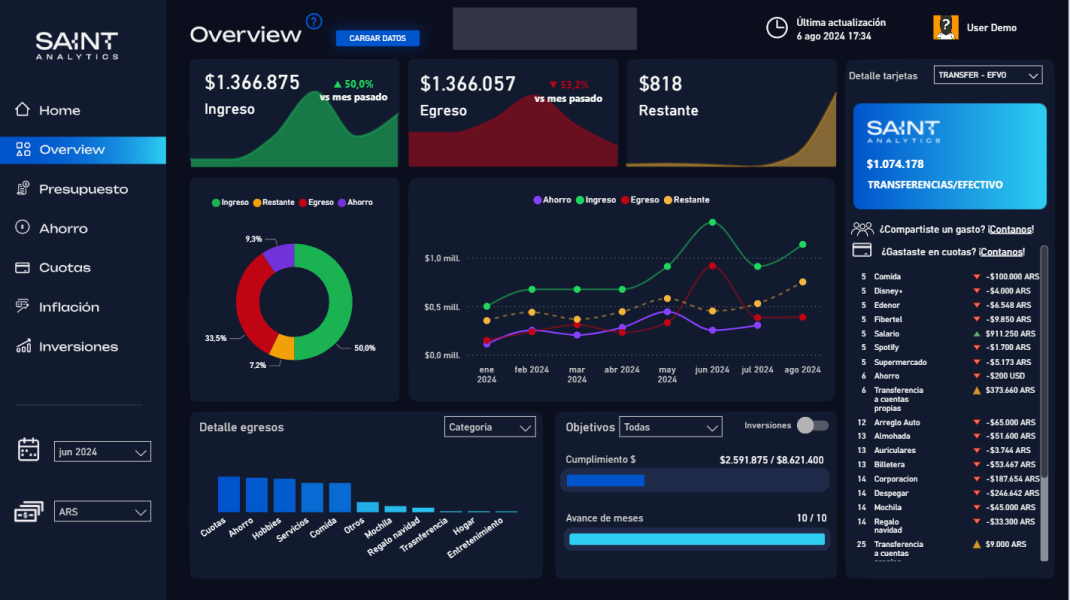 SAINT
ANALYTICS
Home
Overview
Presupuesto
Ahorro
Cuotas
Inflación
Inversiones
jun 2024
ARS
Overview ?
CARGAR DATOS
Última actualización
6 ago 2024 17:34
User Demo
$1.366.875
Ingreso
▲ 50,0%
vs mes pasado
$1.366.057
Egreso
▼ 53,2%
vs mes pasado
$818
Restante
Ingreso Restante Egreso Ahorro
9,3%
33,5%
7,2%
50,0%
Ahorro Ingreso Egreso Restante
$1,0 mill.
$0,5 mill.
$0,0 mill.
ene 2024
feb 2024
mar 2024
abr 2024
may 2024
jun 2024
jul 2024
ago 2024
Detalle egresos
Categoria
Cuotas
Ahorro
Hobbies
Servicios
Comida
Otros
Mochila
Regalo navidad
Trasnferencia
Hogar
Entretenimiento
Objetivos
Todas
Inversiones
Cumplimiento $
$2.591.875 / $8.621.400
Avance de meses
10 / 10
Detalle tarjetas
TRANSFER - EFVO
SAINT
ANALYTICS
$1.074.178
TRANSFERENCIAS/EFECTIVO
¿Compartiste un gasto? ¡Contanos!
¿Gastaste en cuotas? ¡Contanos!
5 Comida ▼ -$100.000 ARS
5 Disney+ ▼ -$4.000 ARS
5 Edenor ▼ -$6.548 ARS
5 Fibertel ▼ -$9.850 ARS
5 Salario ▲ $911.250 ARS
5 Spotify ▼ -$1.700 ARS
5 Supermercado ▼ -$5.173 ARS
6 Ahorro ▼ -$200 USD
6 Transferencia ▲ $373.660 ARS
a cuentas
propias
12 Arreglo Auto ▼ -$65.000 ARS
13 Almohada ▼ -$51.600 ARS
13 Auriculares ▼ -$3.744 ARS
13 Billetera ▼ -$53.467 ARS
14 Corporacion ▼ -$187.654 ARS
14 Despegar ▼ -$246.642 ARS
14 Mochila ▼ -$45.000 ARS
14 Regalo ▼ -$33.300 ARS
navidad
25 Transferencia ▲ $9.000 ARS
a cuentas